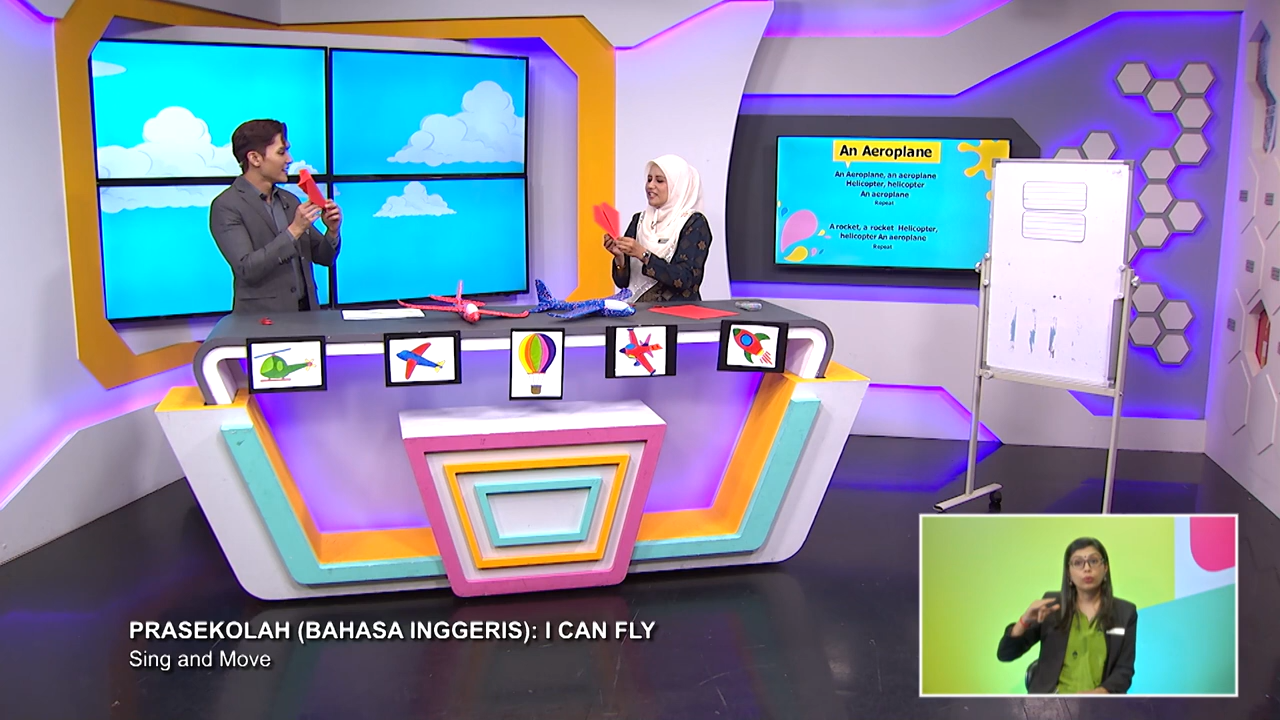 An Aeroplane
An Aeroplane, an aeroplane
Helicopter, helicopter
An aeroplane
Repeat
A rocket, a rocket Helicopter,
helicopter An aeroplane
Repeat
PRASEKOLAH (BAHASA INGGERIS): I CAN FLY
Sing and Move